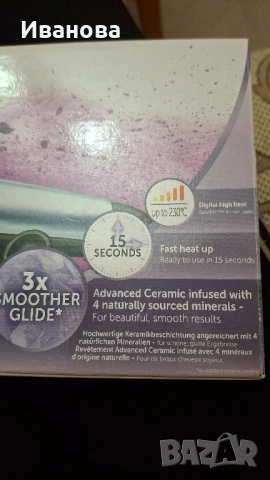 Иванова
up to 230°C
Digital high heat
15
SECONDS
Fast heat up
Ready to use in 15 seconds
3x
SMOOTHER
GLIDE*
Advanced Ceramic infused with
4 naturally sourced minerals -
For beautiful, smooth results
Hochwertige Keramikbeschichtung angereichert mit 4
natürlichen Mineralien - für schöne, glatte Ergebnisse
Revêtement Advanced Ceramic infusé avec 4 minéraux
d'origine naturelle - Pour de beaux cheveux soyeux.
BAZAR